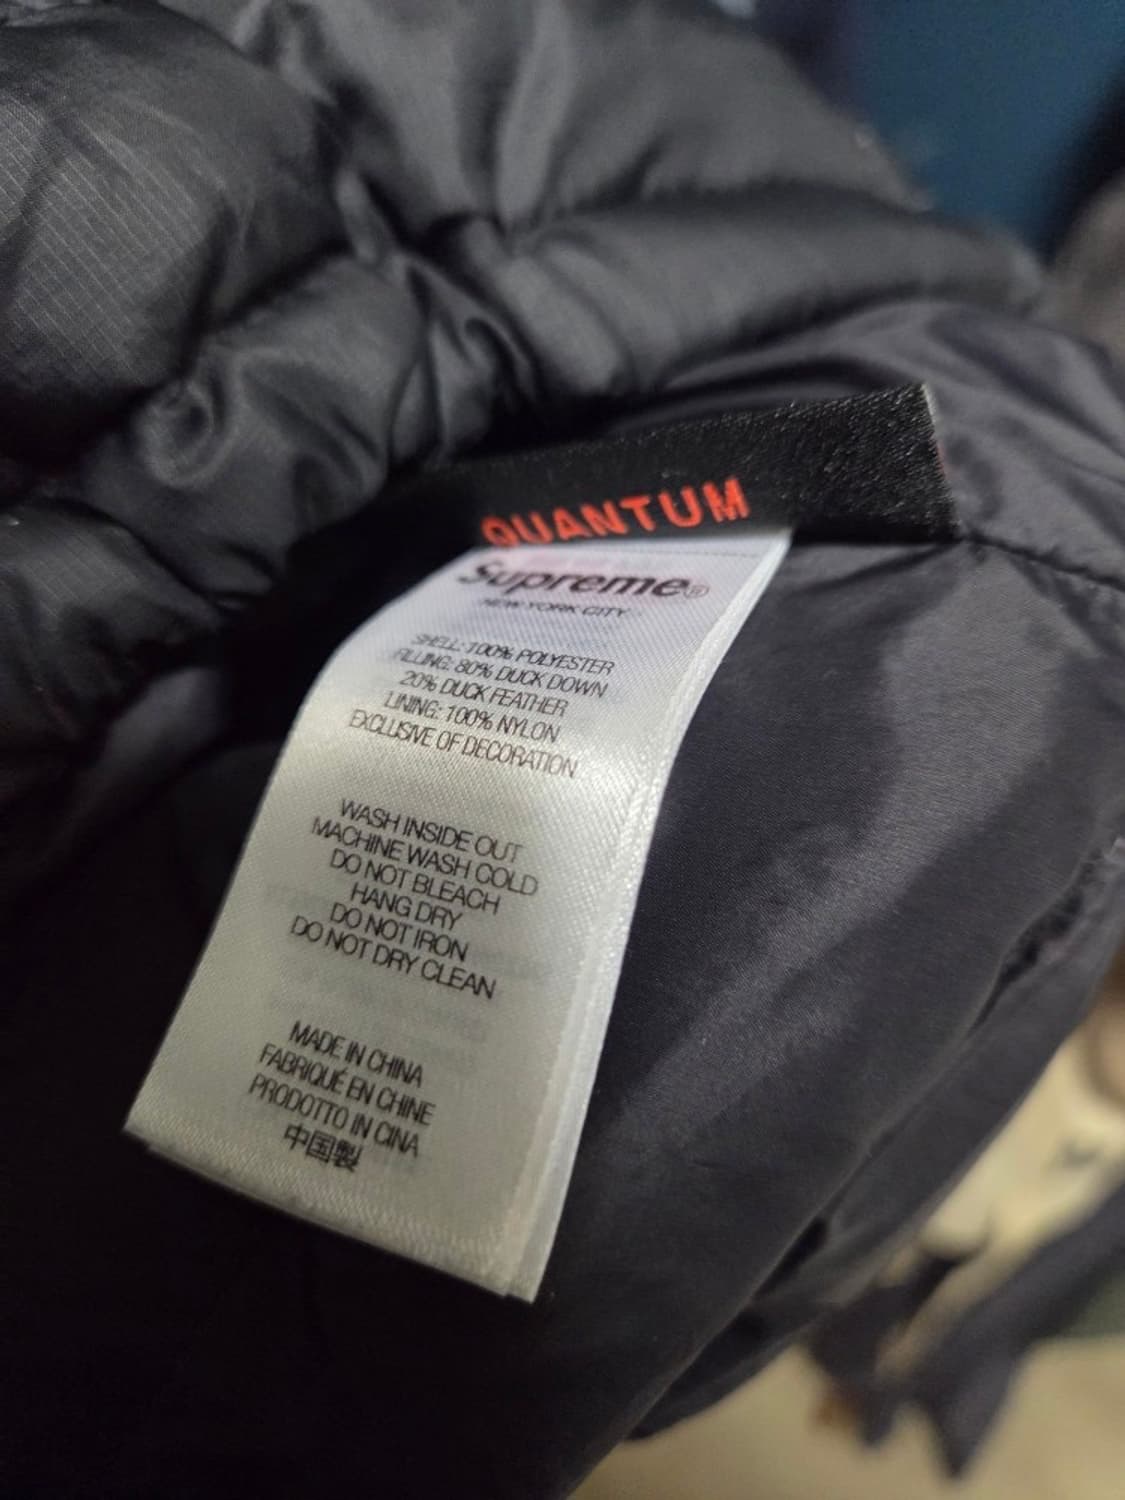 QUANTUM
Supreme®
NEW YORK CITY
SHELL: 100% POLYESTER
FILLING: 80% DUCK DOWN
20% DUCK FEATHER
LINING: 100% NYLON
EXCLUSIVE OF DECORATION
WASH INSIDE OUT
MACHINE WASH COLD
DO NOT BLEACH
HANG DRY
DO NOT IRON
DO NOT DRY CLEAN
MADE IN CHINA
FABRIQUÉ EN CHINE
PRODOTTO IN CINA
中国製